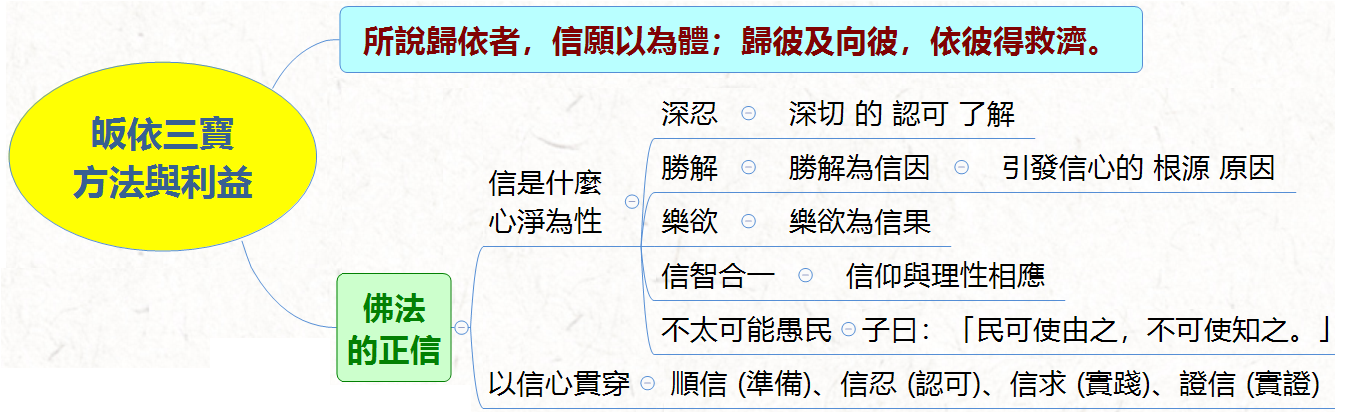 皈依三寶
方法與利益
所說歸依者，信願以為體；歸彼及向彼，依彼得救濟。
佛法
的正信
信是什麼
心淨為性
深忍 深切 的 認可 了解
勝解 勝解為信因 引發信心的 根源 原因
樂欲 樂欲為信果
信智合一 信仰與理性相應
不太可能愚民 子曰：「民可使由之，不可使知之。」
以信心貫穿 順信 (準備)、信忍 (認可)、信求 (實踐)、證信 (實證)